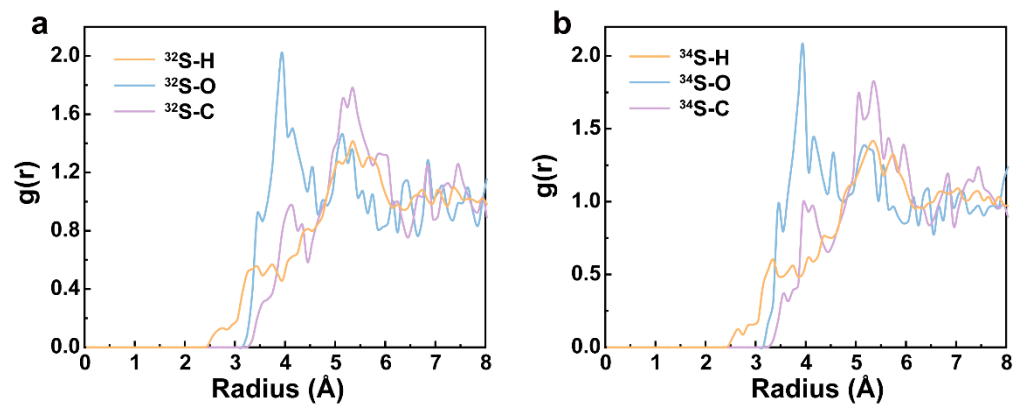 a
³²S-H
³²S-O
³²S-C
g(r)
2.0
1.6
1.2
0.8
0.4
0.0
0 1 2 3 4 5 6 7 8
Radius (Å)
b
³⁴S-H
³⁴S-O
³⁴S-C
g(r)
2.0
1.5
1.0
0.5
0.0
0 1 2 3 4 5 6 7 8
Radius (Å)